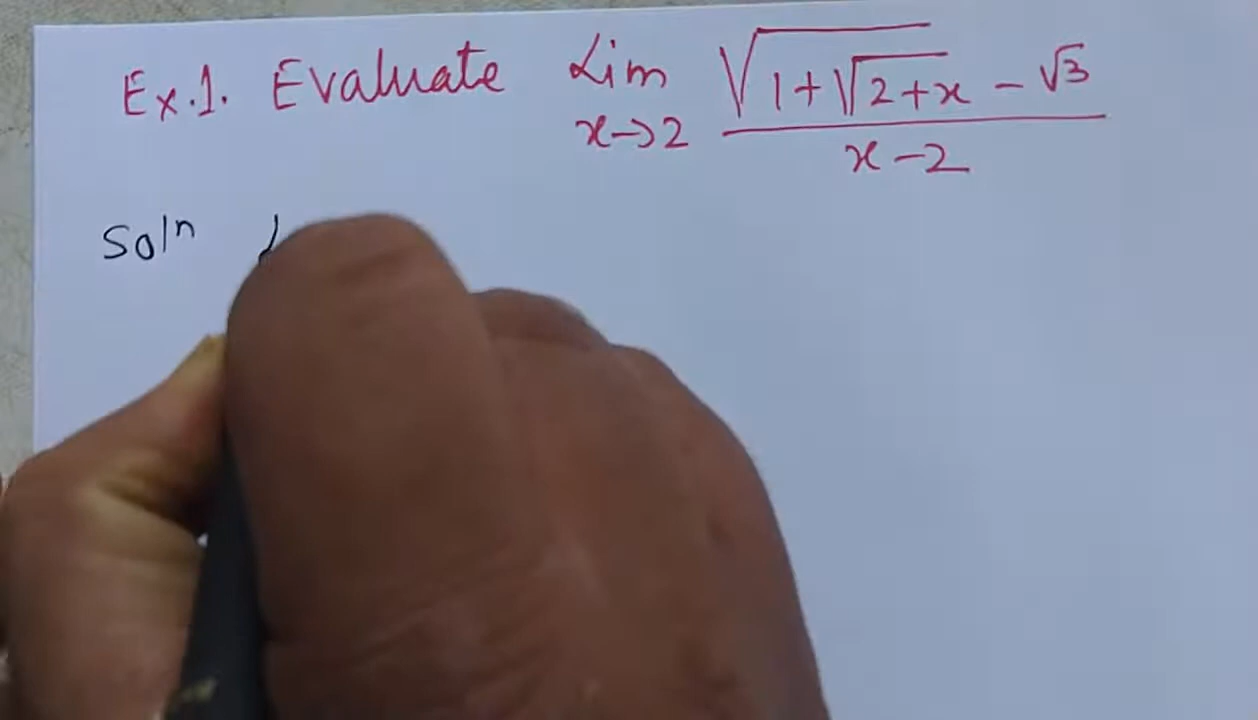 Ex.1. Evaluate Lim x→2 (√(1+√(2+x)) - √3)/(x-2)
Soln